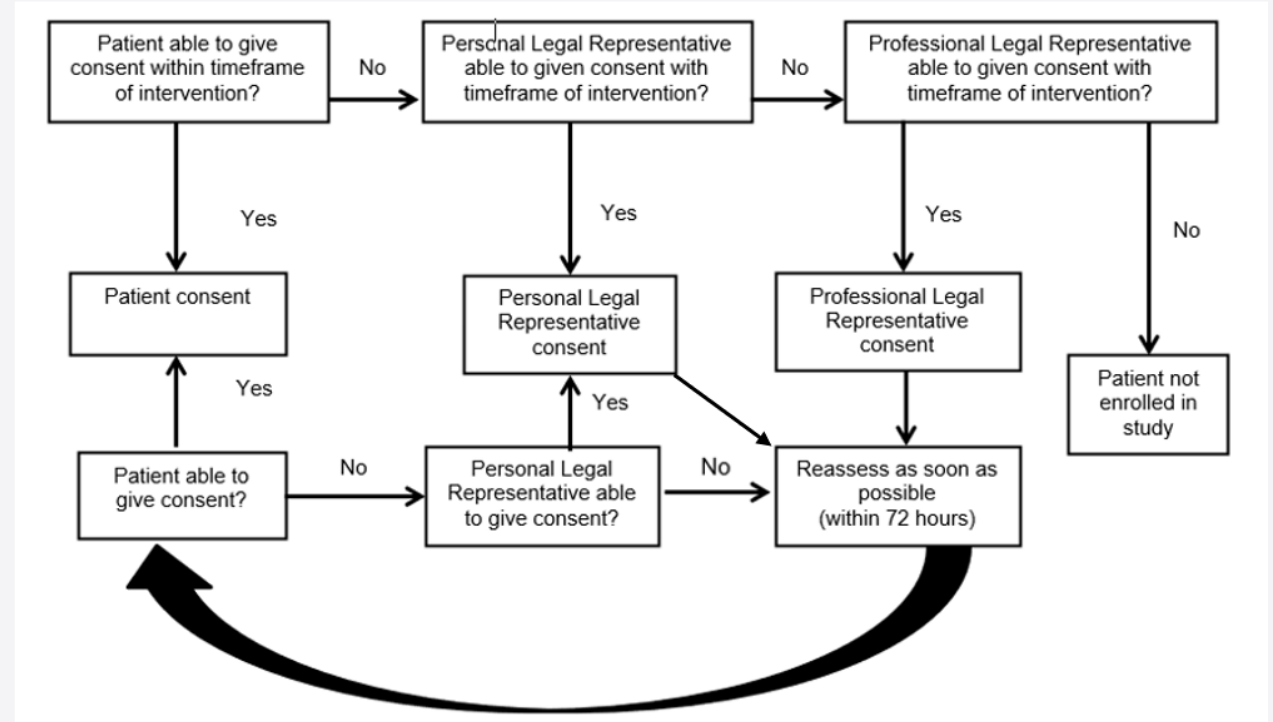 Patient able to give
consent within timeframe
of intervention?
No
Personal Legal Representative
able to given consent with
timeframe of intervention?
No
Professional Legal Representative
able to given consent with
timeframe of intervention?
Yes
Yes
Yes
No
Patient consent
Personal Legal
Representative
consent
Professional Legal
Representative
consent
Patient not
enrolled in
study
Yes
Yes
Patient able to
give consent?
No
Personal Legal
Representative able
to give consent?
No
Reassess as soon as
possible
(within 72 hours)